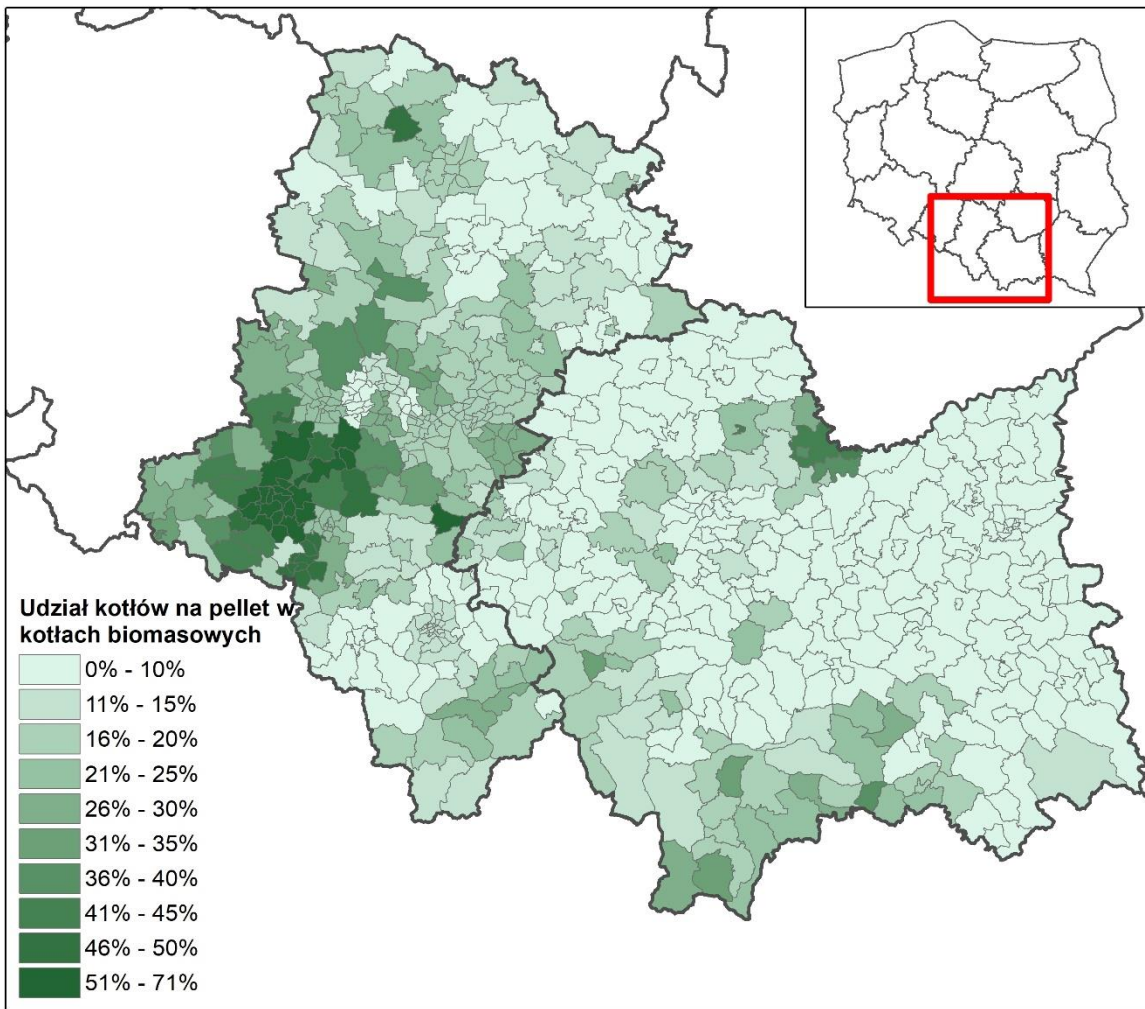 Udział kotłów na pellet w
kotłach biomasowych
0% - 10%
11% - 15%
16% - 20%
21% - 25%
26% - 30%
31% - 35%
36% - 40%
41% - 45%
46% - 50%
51% - 71%